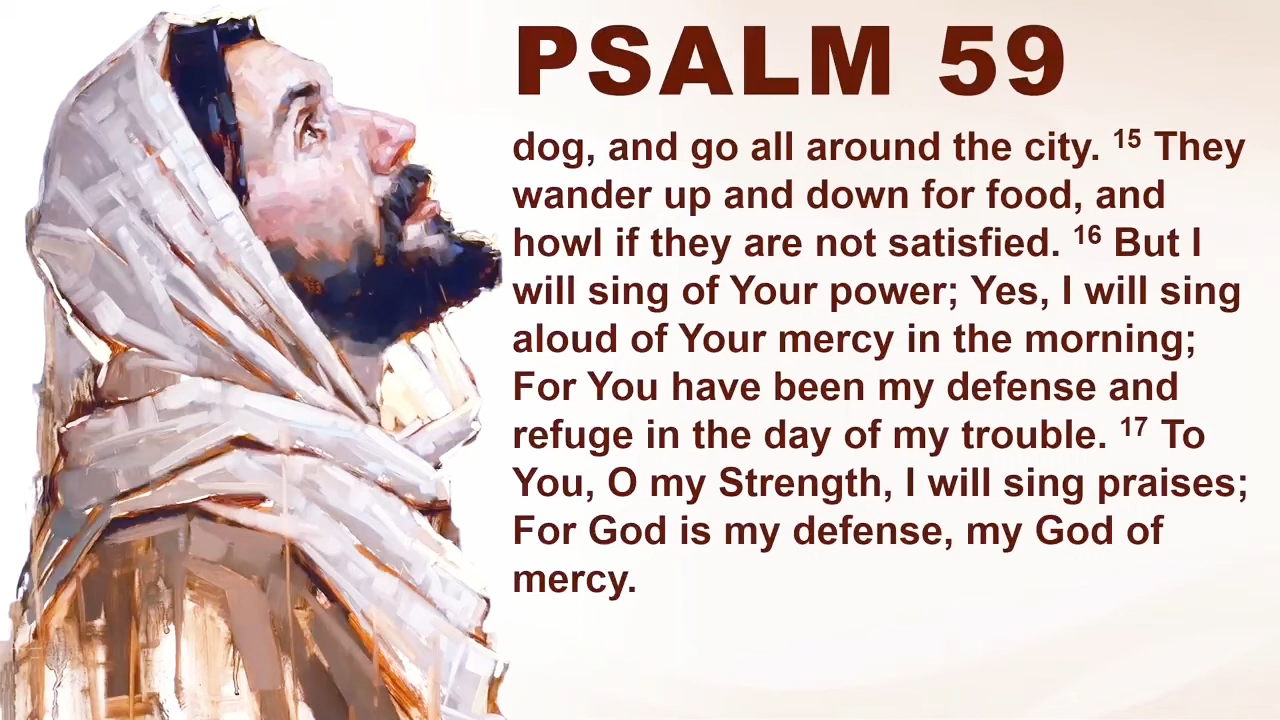 PSALM 59
dog, and go all around the city. 15 They
wander up and down for food, and
howl if they are not satisfied. 16 But I
will sing of Your power; Yes, I will sing
aloud of Your mercy in the morning;
For You have been my defense and
refuge in the day of my trouble. 17 To
You, O my Strength, I will sing praises;
For God is my defense, my God of
mercy.